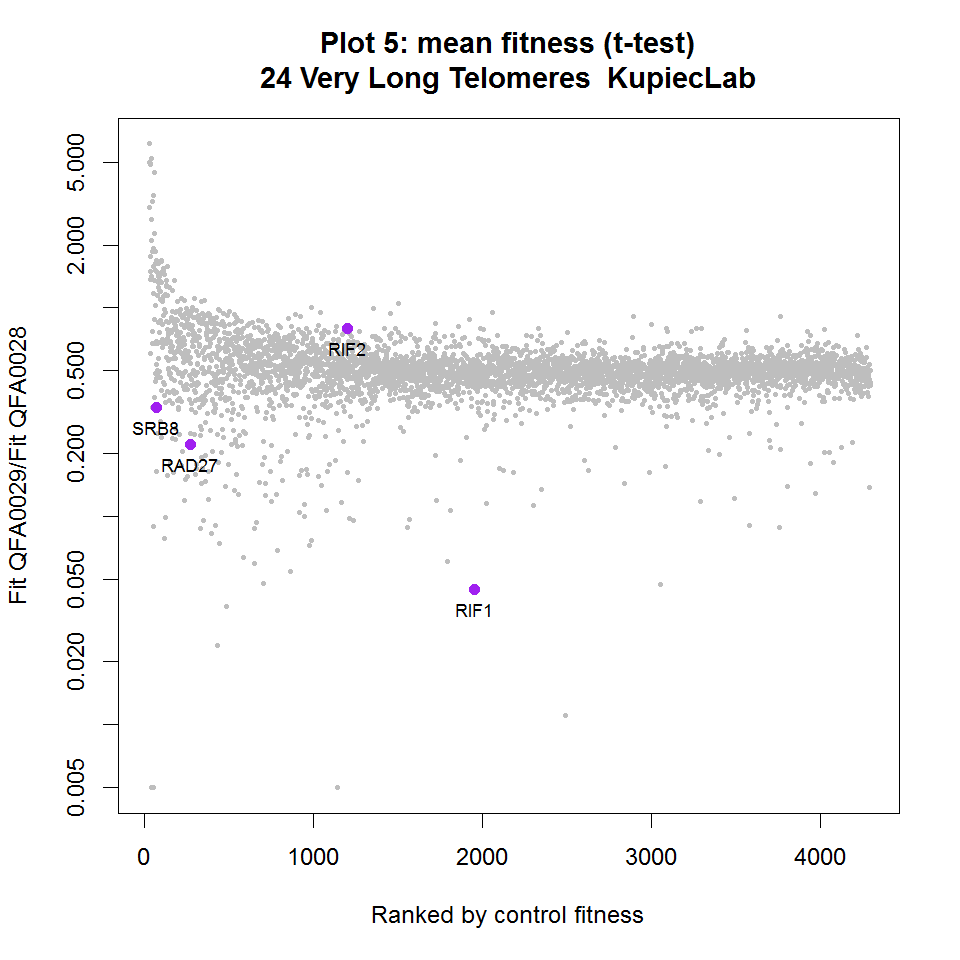 Plot 5: mean fitness (t-test)
24 Very Long Telomeres  KupiecLab
Fit QFA0029/Fit QFA0028
5.000
2.000
0.500
0.200
0.050
0.020
0.005
RIF2
SRB8
RAD27
RIF1
0
1000
2000
3000
4000
Ranked by control fitness